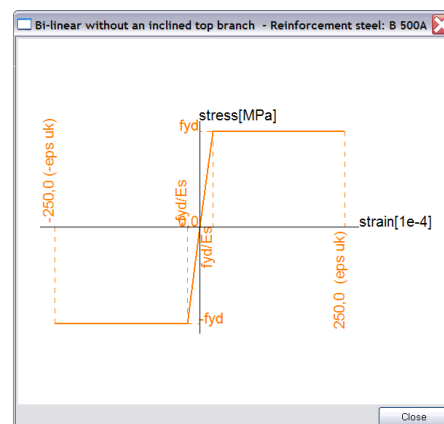 Bi-linear without an inclined top branch - Reinforcement steel: B 500A
stress[MPa]
fyd
-250,0 (-eps uk)
-fyd/Es
0,0
strain[1e-4]
fyd/Es
250,0 (eps uk)
-fyd
Close